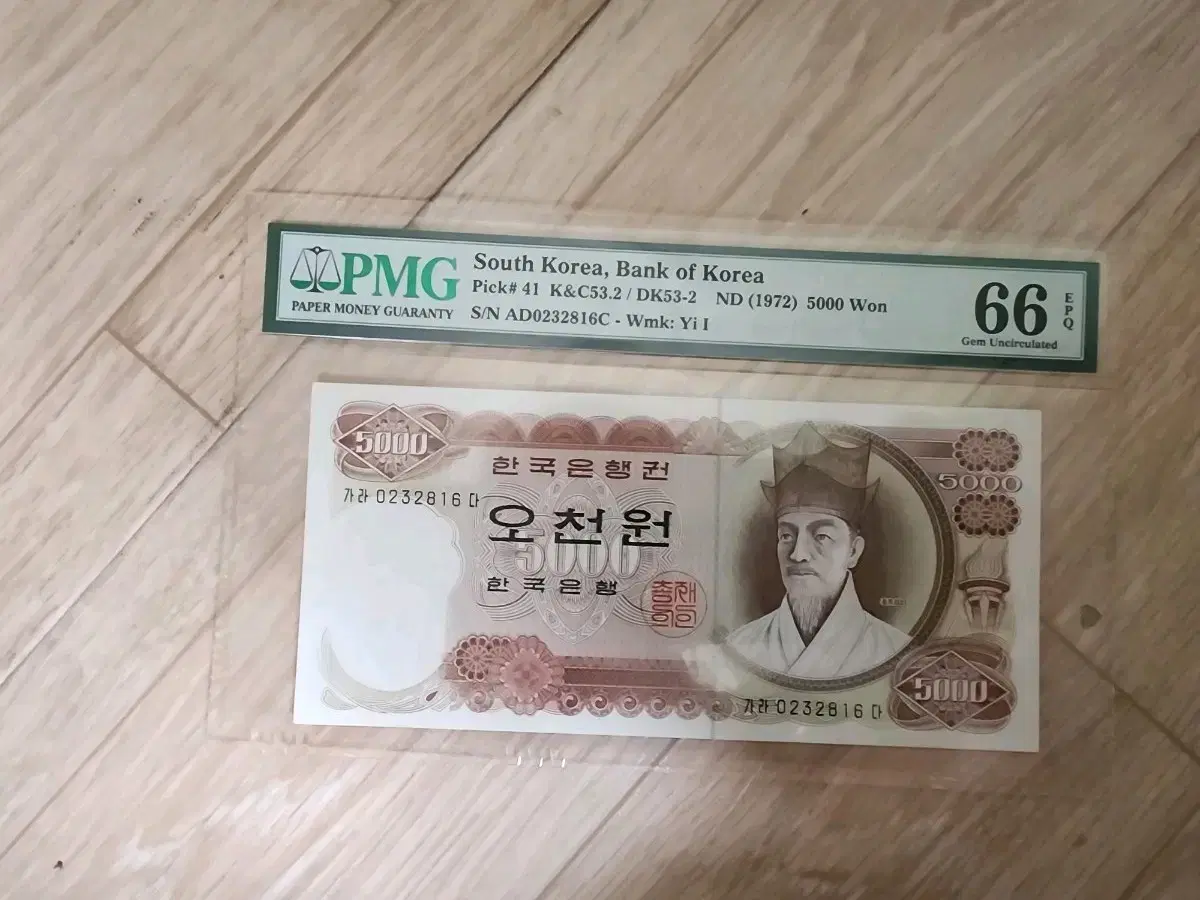 PMG
PAPER MONEY GUARANTY
South Korea, Bank of Korea
Pick# 41 K&C53.2 / DK53-2 ND (1972) 5000 Won
S/N AD0232816C - Wmk: Yi I
66
EPQ
Gem Uncirculated
5000
한국은행권
5000
가라 0232816 다
오천원
5000
한국은행
총재의인
가라 0232816 다
5000